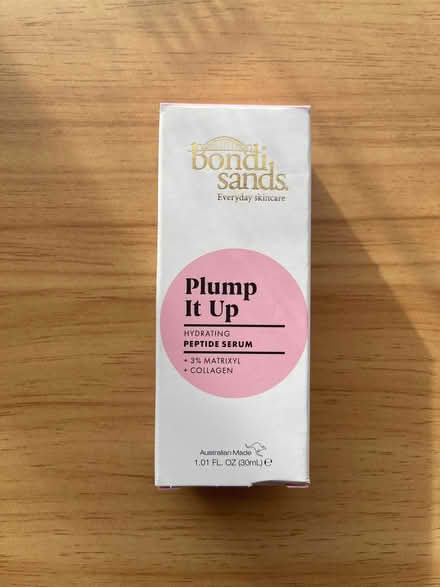 bondi
sands.
Everyday skincare
Plump
It Up
HYDRATING
PEPTIDE SERUM
+ 3% MATRIXYL
+ COLLAGEN
Australian Made
1.01 FL. OZ (30mL) ℮